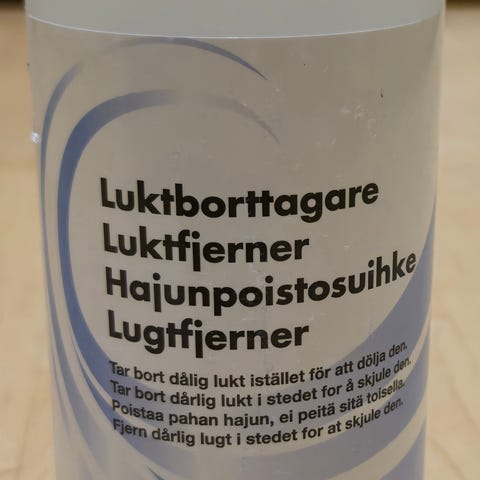 Luktborttagare
Luktfjerner
Hajunpoistosuihke
Lugtfjerner
Tar bort dålig lukt istället för att dölja den.
Tar bort dårlig lukt i stedet for å skjule den.
Poistaa pahan hajun, ei peitä sitä toisella.
Fjern dårlig lugt i stedet for at skjule den.